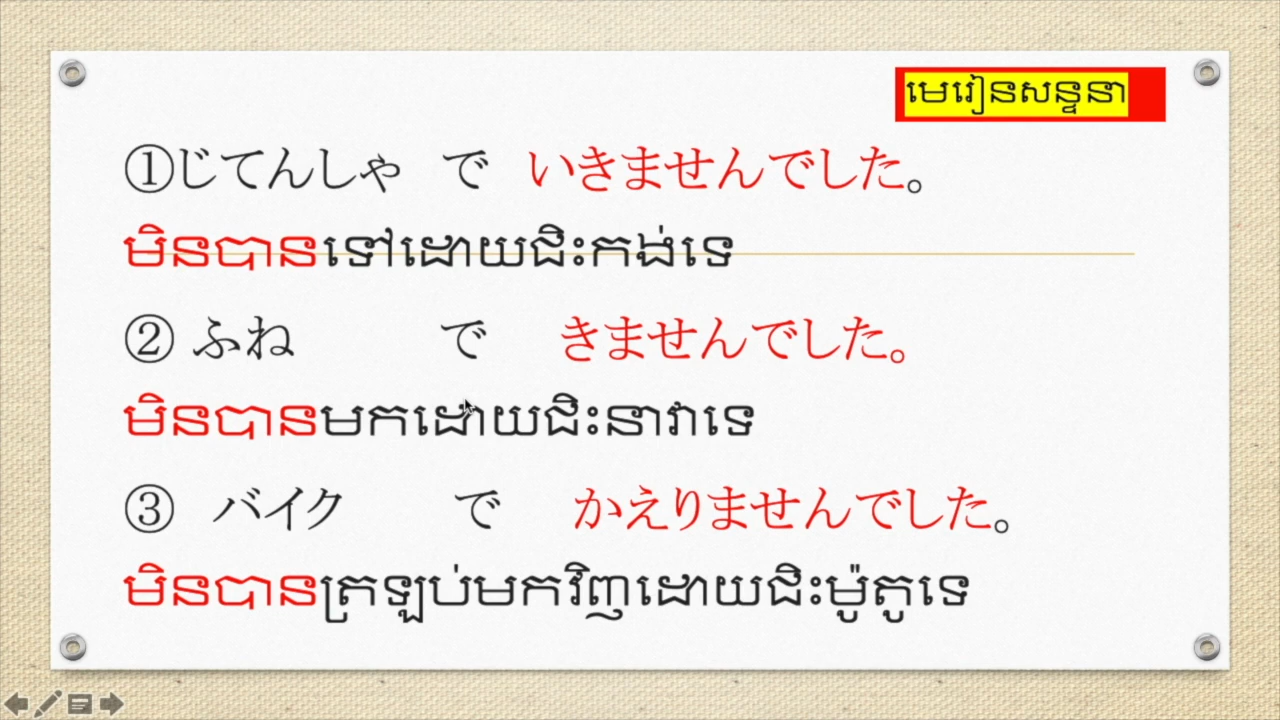 មេរៀនសន្ទនា
①じてんしゃ で いきませんでした。
មិនបានទៅដោយជិះកង់ទេ
② ふね で きませんでした。
មិនបានមកដោយជិះនាវាទេ
③ バイク で かえりませんでした。
មិនបានត្រឡប់មកវិញដោយជិះម៉ូតូទេ